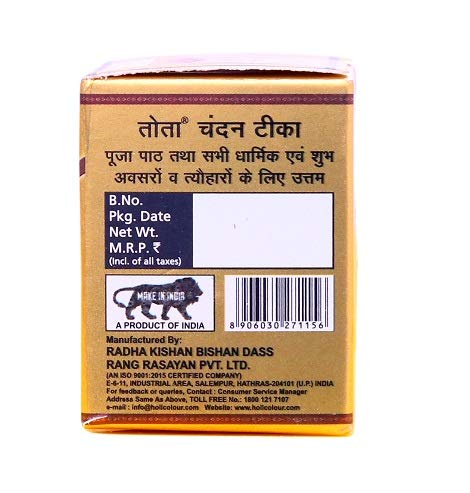 तोता® चंदन टीका
पूजा पाठ तथा सभी धार्मिक एवं शुभ
अवसरों व त्यौहारों के लिए उत्तम
B.No.
Pkg. Date
Net Wt.
M.R.P. ₹
(Incl. of all taxes)
MAKE IN INDIA
A PRODUCT OF INDIA
8 906030 271156
Manufactured By:
RADHA KISHAN BISHAN DASS
RANG RASAYAN PVT. LTD.
(AN ISO 9001:2015 CERTIFIED COMPANY)
E-6-11, INDUSTRIAL AREA, SALEMPUR, HATHRAS-204101 (U.P.) INDIA
For feedback or queries, Contact : Consumer Service Manager
Address Same As Above, TOLL FREE No.: 1800 121 7107
e-mail : info@holicolour.com Website: www.holicolour.com